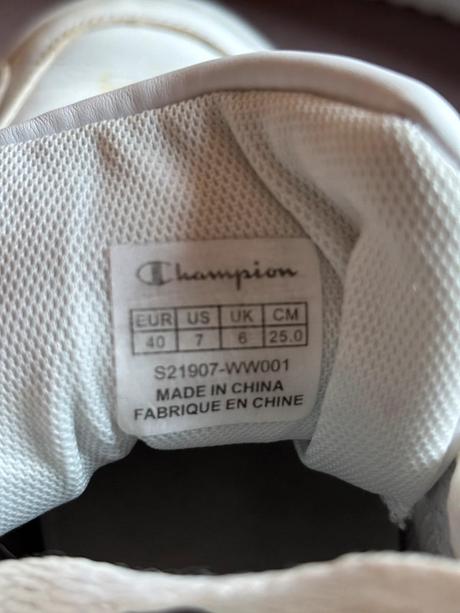 Champion
EUR US UK CM
40 7 6 25.0
S21907-WW001
MADE IN CHINA
FABRIQUE EN CHINE